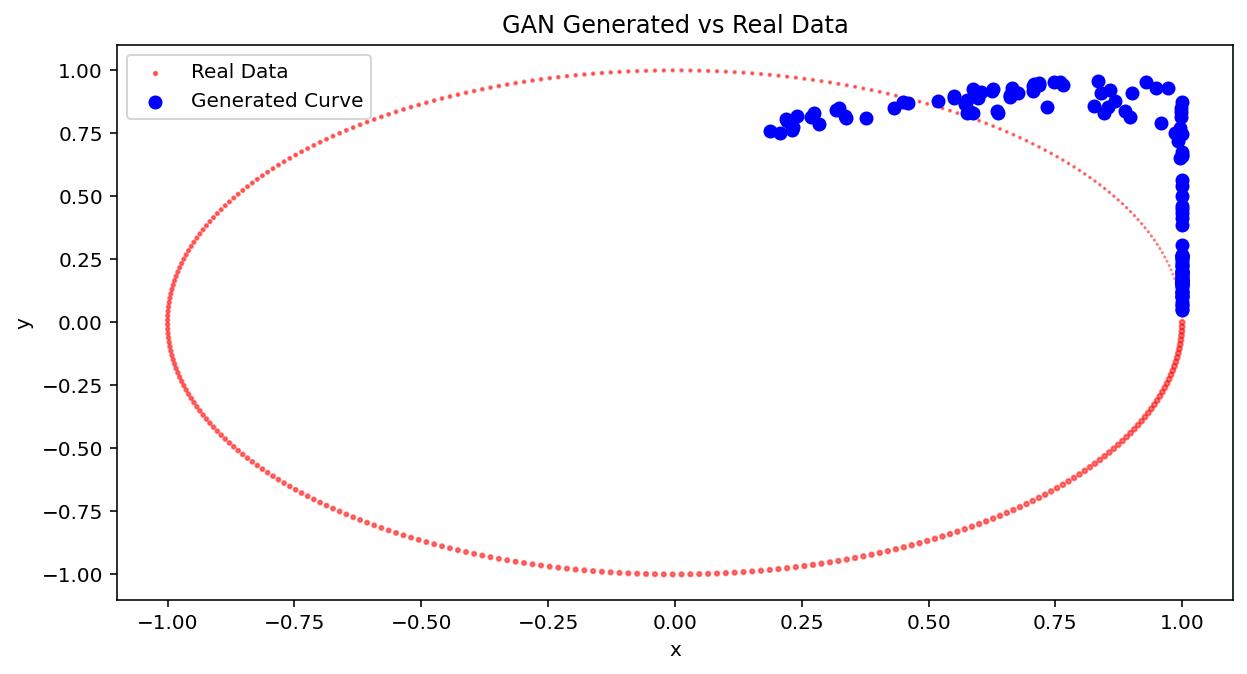 GAN Generated vs Real Data
Real Data
Generated Curve
1.00
0.75
0.50
0.25
0.00
−0.25
−0.50
−0.75
−1.00
y
−1.00 −0.75 −0.50 −0.25 0.00 0.25 0.50 0.75 1.00
x